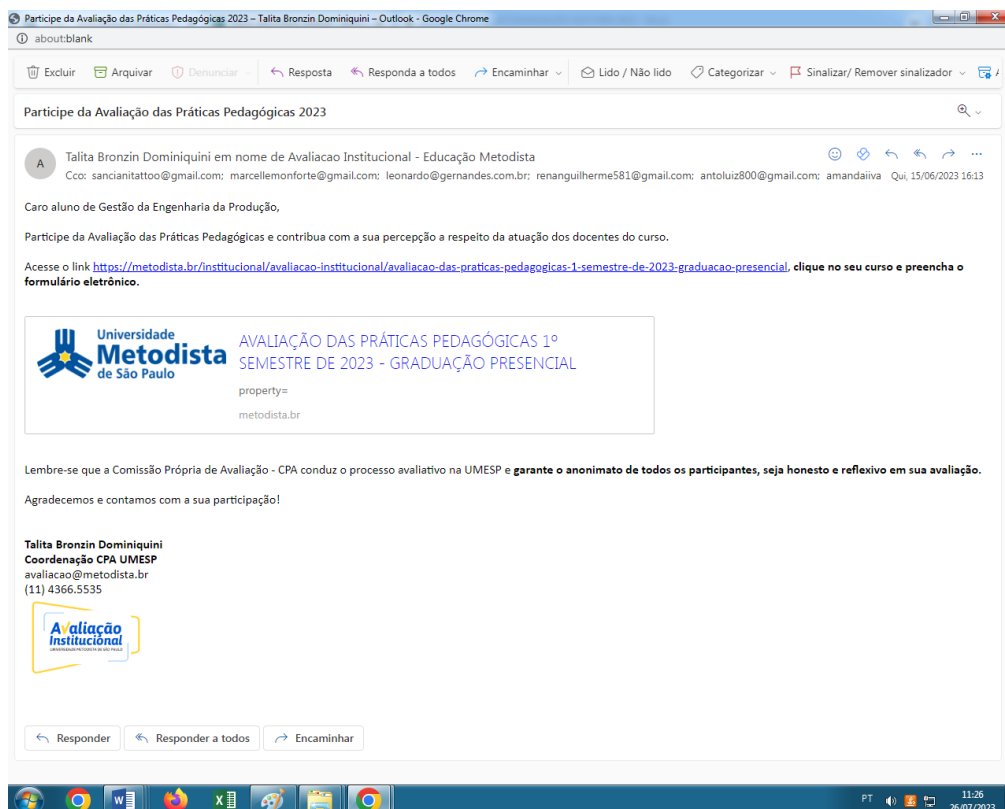 Participe da Avaliação das Práticas Pedagógicas 2023 – Talita Bronzin Dominiquini – Outlook - Google Chrome
about:blank
Excluir Arquivar Denunciar Resposta Responda a todos Encaminhar Lido / Não lido Categorizar Sinalizar/ Remover sinalizador
Participe da Avaliação das Práticas Pedagógicas 2023
A
Talita Bronzin Dominiquini em nome de Avaliacao Institucional - Educação Metodista
Cco: sancianitattoo@gmail.com; marcellemonforte@gmail.com; leonardo@gernandes.com.br; renanguilherme581@gmail.com; antoluiz800@gmail.com; amandaiiva Qui, 15/06/2023 16:13
Caro aluno de Gestão da Engenharia da Produção,
Participe da Avaliação das Práticas Pedagógicas e contribua com a sua percepção a respeito da atuação dos docentes do curso.
Acesse o link https://metodista.br/institucional/avaliacao-institucional/avaliacao-das-praticas-pedagogicas-1-semestre-de-2023-graduacao-presencial, clique no seu curso e preencha o
formulário eletrônico.
Universidade
Metodista
de São Paulo
AVALIAÇÃO DAS PRÁTICAS PEDAGÓGICAS 1º
SEMESTRE DE 2023 - GRADUAÇÃO PRESENCIAL
property=
metodista.br
Lembre-se que a Comissão Própria de Avaliação - CPA conduz o processo avaliativo na UMESP e garante o anonimato de todos os participantes, seja honesto e reflexivo em sua avaliação.
Agradecemos e contamos com a sua participação!
Talita Bronzin Dominiquini
Coordenação CPA UMESP
avaliacao@metodista.br
(11) 4366.5535
Avaliação
Institucional
UNIVERSIDADE METODISTA DE SÃO PAULO
Responder Responder a todos Encaminhar
PT 11:26
26/07/2023